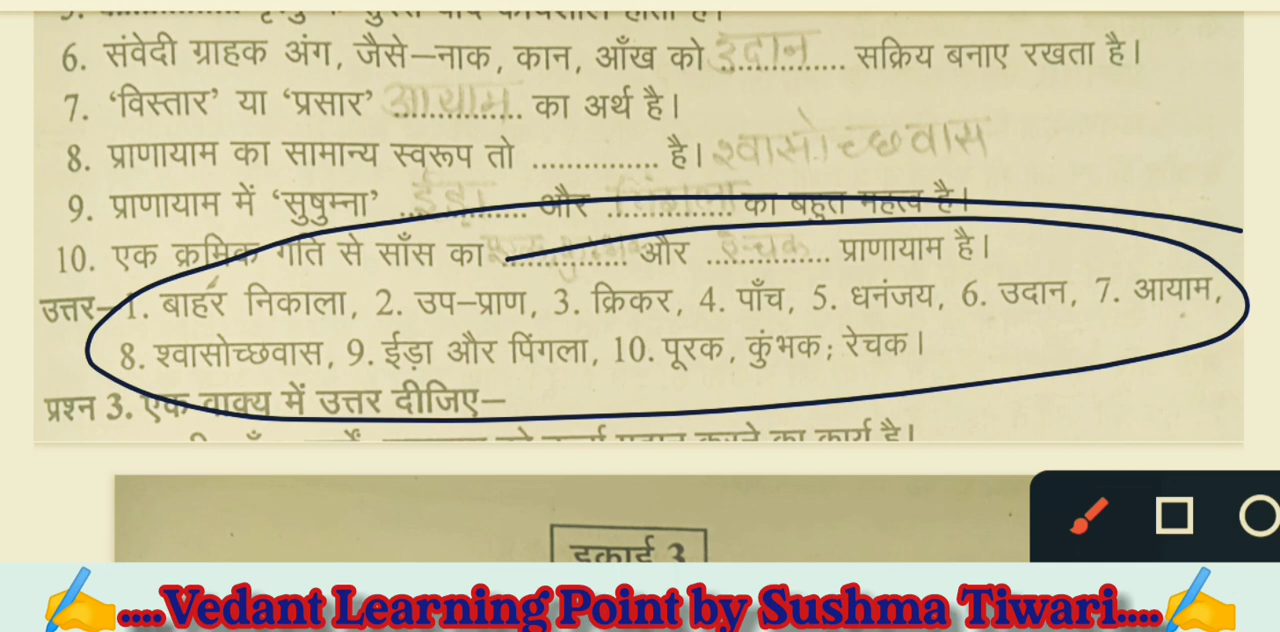 6. संवेदी ग्राहक अंग, जैसे–नाक, कान, आँख को उदान ............ सक्रिय बनाए रखता है।
7. ‘विस्तार’ या ‘प्रसार’ आयाम ............ का अर्थ है।
8. प्राणायाम का सामान्य स्वरूप तो ............ है। श्वासोच्छवास
9. प्राणायाम में ‘सुषुम्ना’ ईड़ा ............ और पिंगला ............ का बहुत महत्व है।
10. एक क्रमिक गति से साँस का ............ और रेचक ............ प्राणायाम है।
उत्तर– 1. बाहर निकाला, 2. उप–प्राण, 3. क्रिकर, 4. पाँच, 5. धनंजय, 6. उदान, 7. आयाम,
8. श्वासोच्छवास, 9. ईड़ा और पिंगला, 10. पूरक, कुंभक; रेचक।
प्रश्न 3. एक वाक्य में उत्तर दीजिए–
का कार्य है।
इकाई 3
....Vedant Learning Point by Sushma Tiwari....